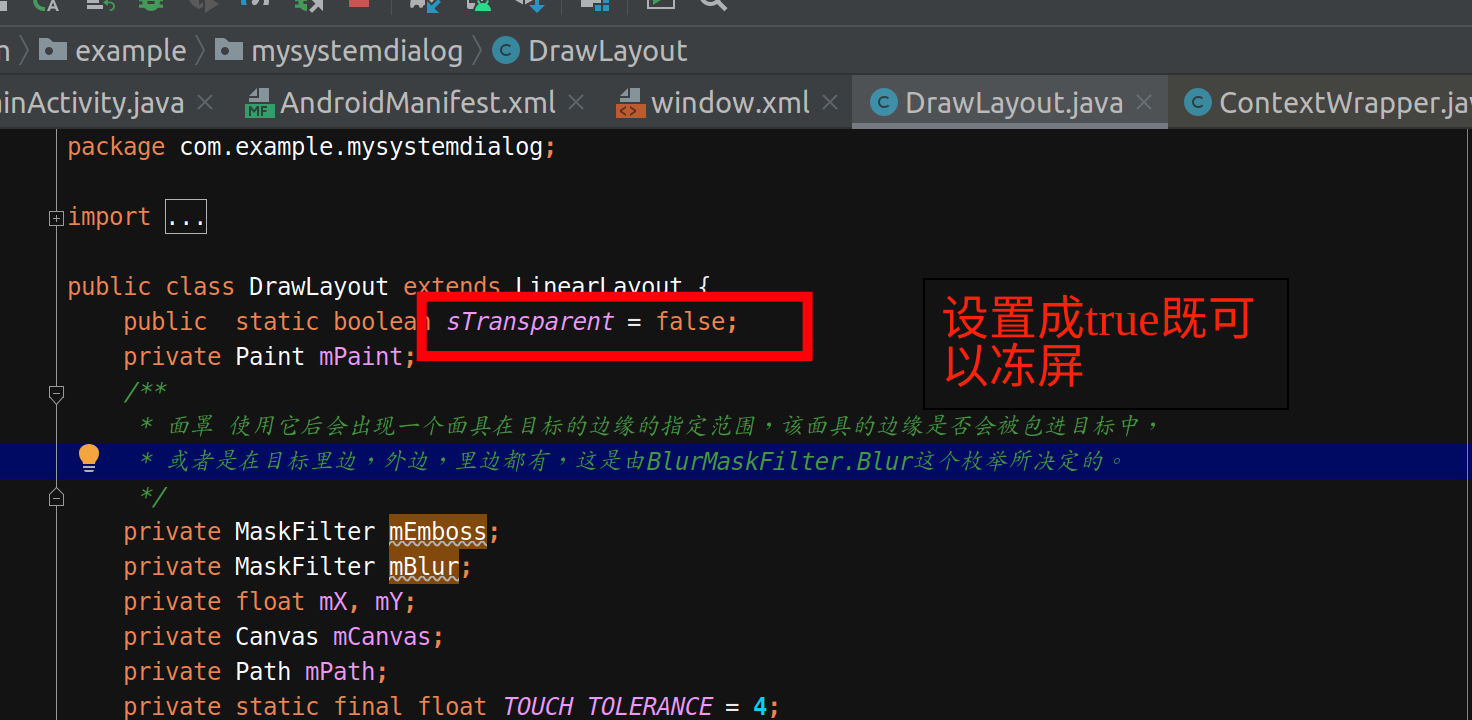 example mysystemdialog DrawLayout
inActivity.java AndroidManifest.xml window.xml DrawLayout.java ContextWrapper.ja
package com.example.mysystemdialog;
import ...
public class DrawLayout extends LinearLayout {
public static boolean sTransparent = false;
设置成true既可
以冻屏
private Paint mPaint;
/**
* 面罩 使用它后会出现一个面具在目标的边缘的指定范围，该面具的边缘是否会被包进目标中，
* 或者是在目标里边，外边，里边都有，这是由BlurMaskFilter.Blur这个枚举所决定的。
*/
private MaskFilter mEmboss;
private MaskFilter mBlur;
private float mX, mY;
private Canvas mCanvas;
private Path mPath;
private static final float TOUCH_TOLERANCE = 4;